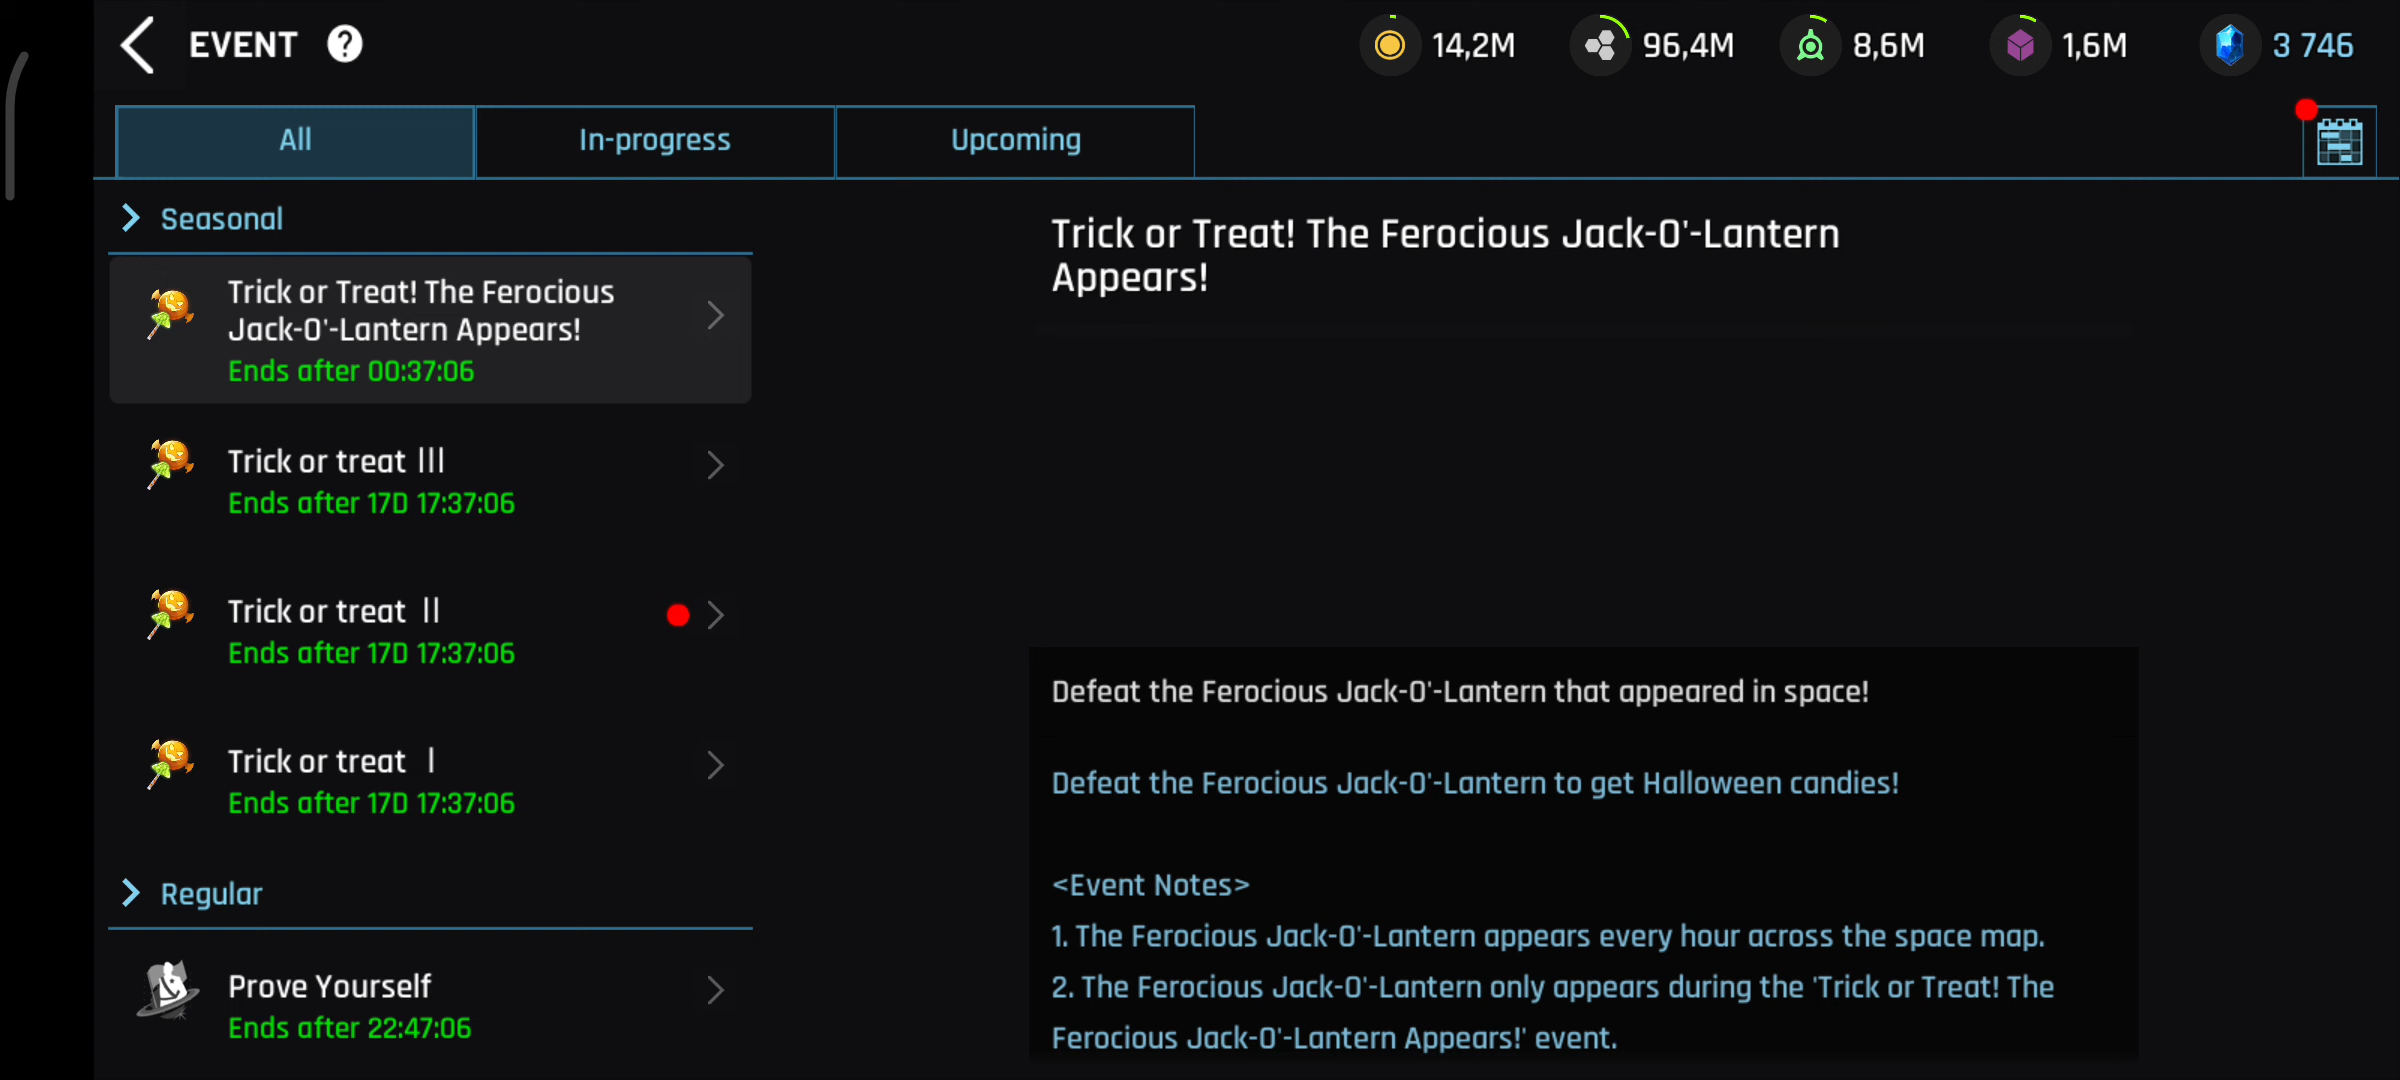 EVENT ?
14,2M 96,4M 8,6M 1,6M 3 746
All In-progress Upcoming
Seasonal
Trick or Treat! The Ferocious
Jack-O'-Lantern Appears!
Ends after 00:37:06
Trick or treat III
Ends after 17D 17:37:06
Trick or treat II
Ends after 17D 17:37:06
Trick or treat I
Ends after 17D 17:37:06
Regular
Prove Yourself
Ends after 22:47:06
Trick or Treat! The Ferocious Jack-O'-Lantern
Appears!
Defeat the Ferocious Jack-O'-Lantern that appeared in space!
Defeat the Ferocious Jack-O'-Lantern to get Halloween candies!
<Event Notes>
1. The Ferocious Jack-O'-Lantern appears every hour across the space map.
2. The Ferocious Jack-O'-Lantern only appears during the 'Trick or Treat! The
Ferocious Jack-O'-Lantern Appears!' event.